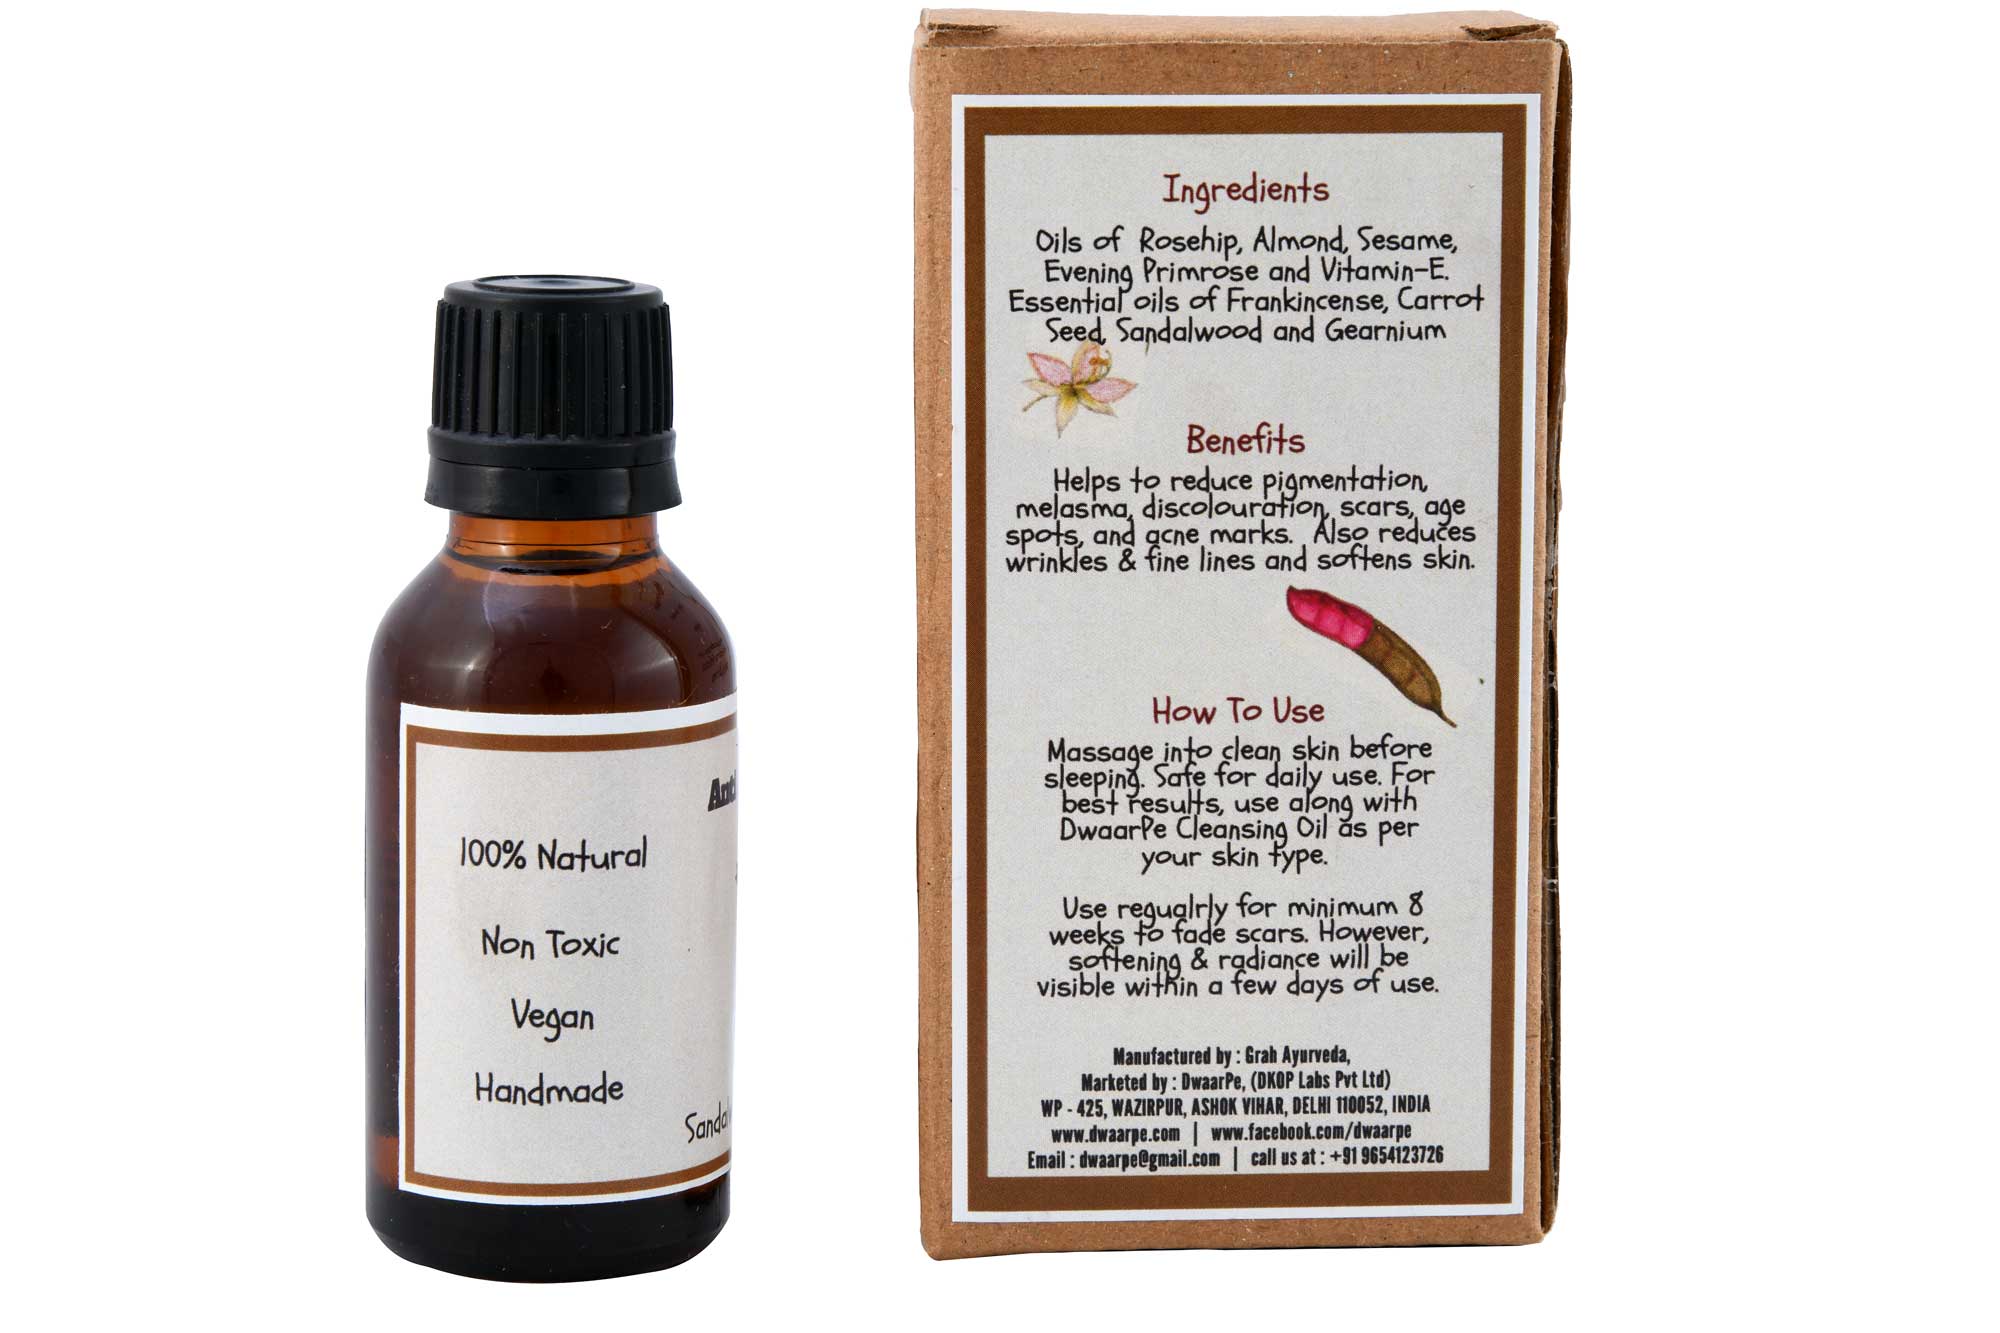 100% Natural
Non Toxic
Vegan
Handmade
Ingredients
Oils of Rosehip, Almond, Sesame,
Evening Primrose and Vitamin-E.
Essential oils of Frankincense, Carrot
Seed, Sandalwood and Gearnium
Benefits
Helps to reduce pigmentation,
melasma, discolouration, scars, age
spots, and acne marks. Also reduces
wrinkles & fine lines and softens skin.
How To Use
Massage into clean skin before
sleeping. Safe for daily use. For
best results, use along with
DwaarPe Cleansing Oil as per
your skin type.
Use regualrly for minimum 8
weeks to fade scars. However,
softening & radiance will be
visible within a few days of use.
Manufactured by : Grah Ayurveda,
Marketed by : DwaarPe, (DKOP Labs Pvt Ltd)
WP - 425, WAZIRPUR, ASHOK VIHAR, DELHI 110052, INDIA
www.dwaarpe.com | www.facebook.com/dwaarpe
Email : dwaarpe@gmail.com | call us at : +91 9654123726